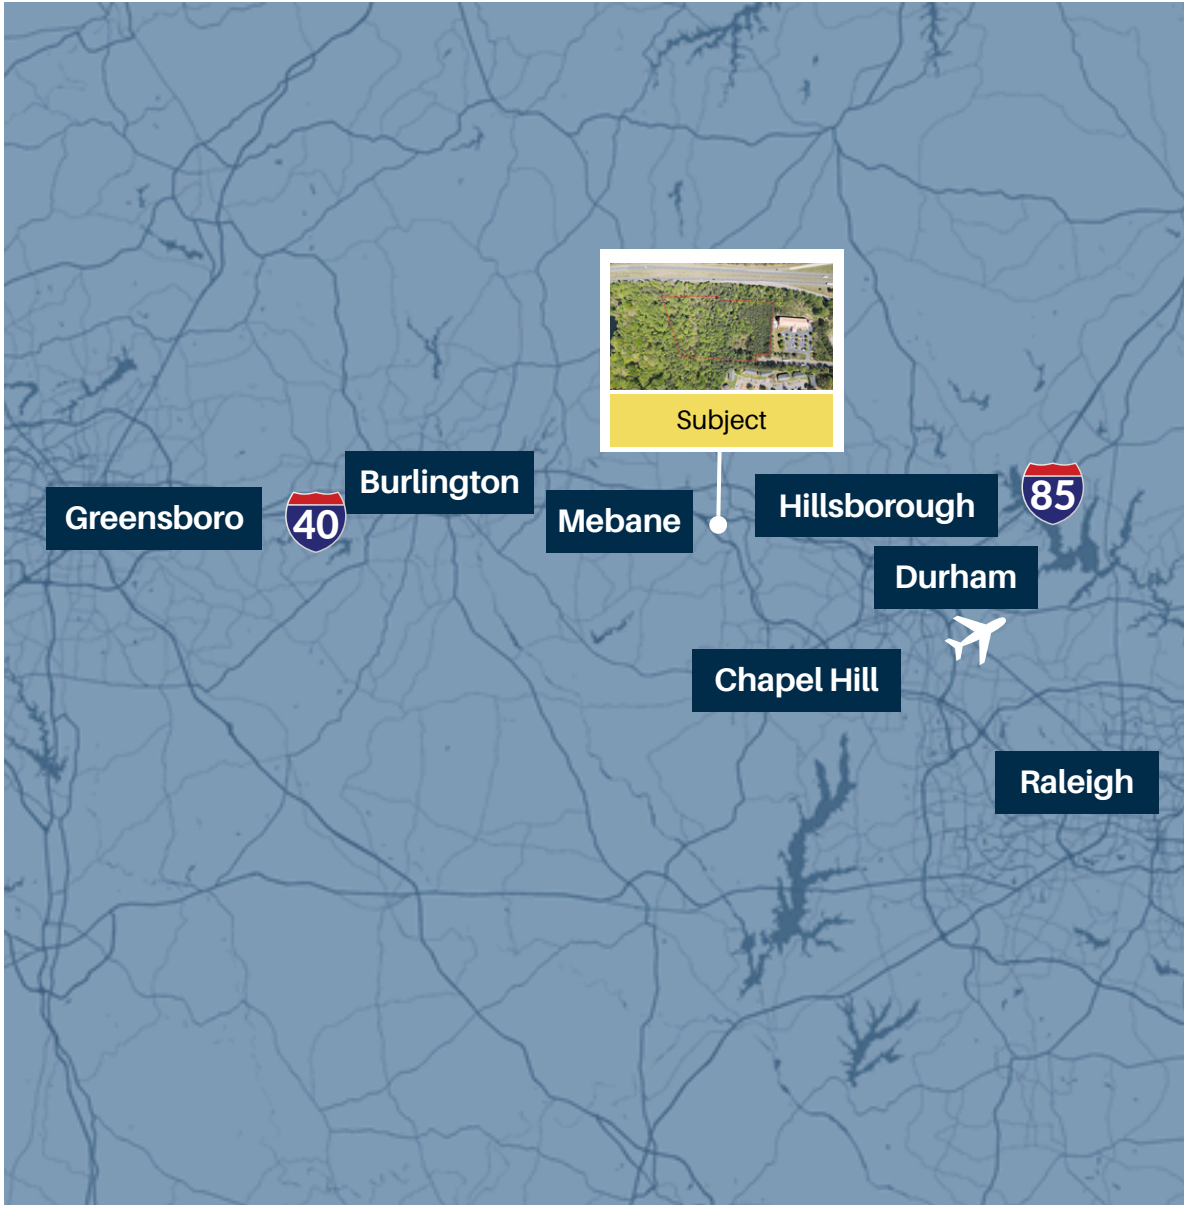 Subject
Burlington
Greensboro
40
Mebane
Hillsborough
85
Durham
Chapel Hill
Raleigh